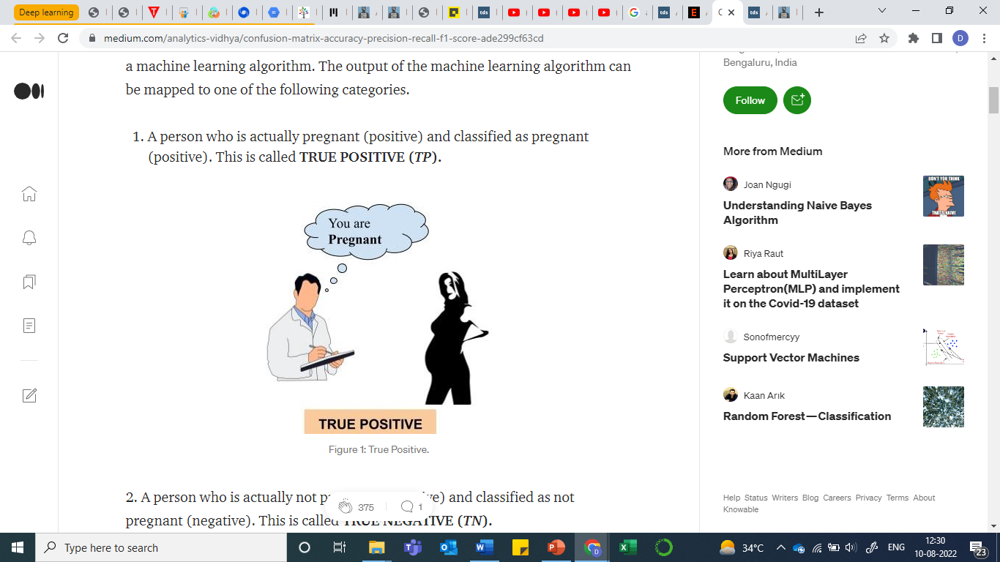 Deep learning
medium.com/analytics-vidhya/confusion-matrix-accuracy-precision-recall-f1-score-ade299cf63cd
D
a machine learning algorithm. The output of the machine learning algorithm can
be mapped to one of the following categories.
1. A person who is actually pregnant (positive) and classified as pregnant
(positive). This is called TRUE POSITIVE (TP).
You are
Pregnant
TRUE POSITIVE
Figure 1: True Positive.
2. A person who is actually not and classified as not
375 1
pregnant (negative). This is called TRUE NEGATIVE (TN).
Bengaluru, India
Follow
More from Medium
Joan Ngugi
Understanding Naive Bayes
Algorithm
DON'T YOU THINK
THATS NAIVE
Riya Raut
Learn about MultiLayer
Perceptron(MLP) and implement
it on the Covid-19 dataset
Sonofmercyy
Support Vector Machines
Kaan Arık
Random Forest—Classification
Help Status Writers Blog Careers Privacy Terms About
Knowable
Type here to search
34°C
ENG
12:30
10-08-2022
23